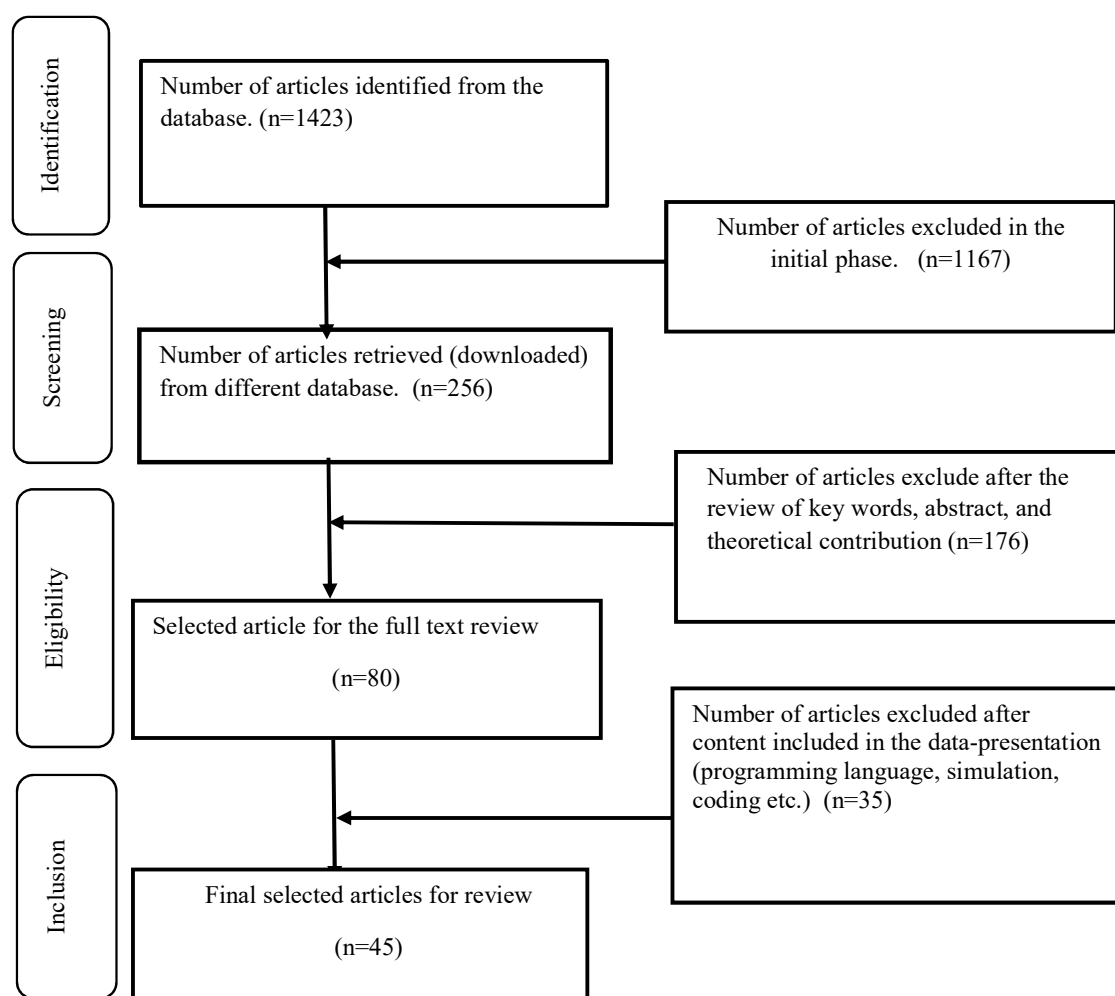 Identification
Number of articles identified from the
database. (n=1423)
Number of articles excluded in the
initial phase. (n=1167)
Screening
Number of articles retrieved (downloaded)
from different database. (n=256)
Number of articles exclude after the
review of key words, abstract, and
theoretical contribution (n=176)
Eligibility
Selected article for the full text review
(n=80)
Number of articles excluded after
content included in the data-presentation
(programming language, simulation,
coding etc.) (n=35)
Inclusion
Final selected articles for review
(n=45)